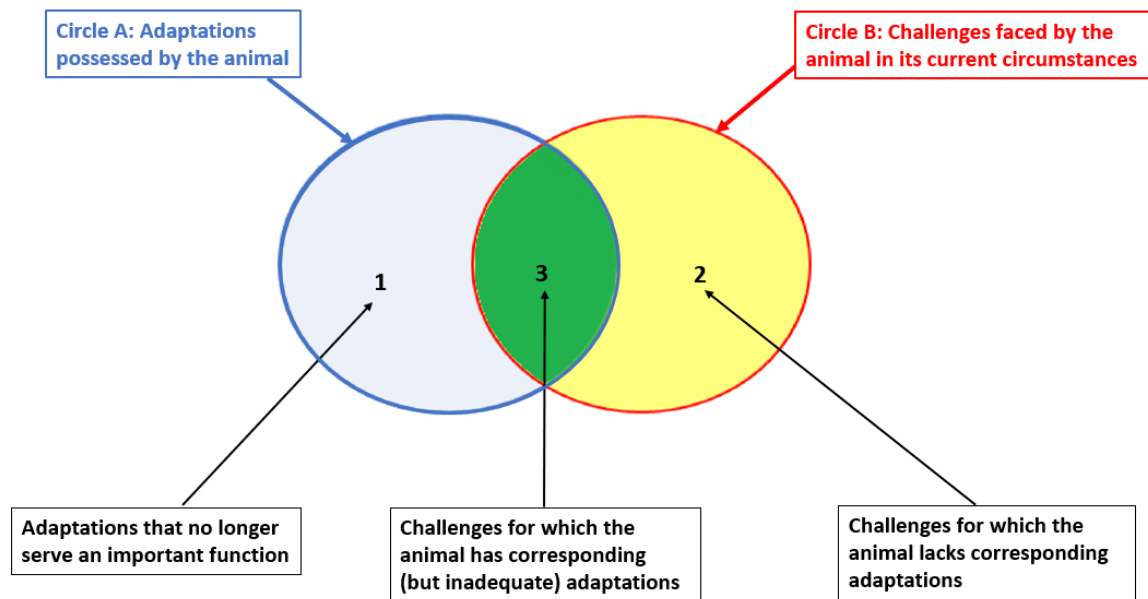 Circle A: Adaptations
possessed by the animal
Circle B: Challenges faced by the
animal in its current circumstances
1
3
2
Adaptations that no longer
serve an important function
Challenges for which the
animal has corresponding
(but inadequate) adaptations
Challenges for which the
animal lacks corresponding
adaptations